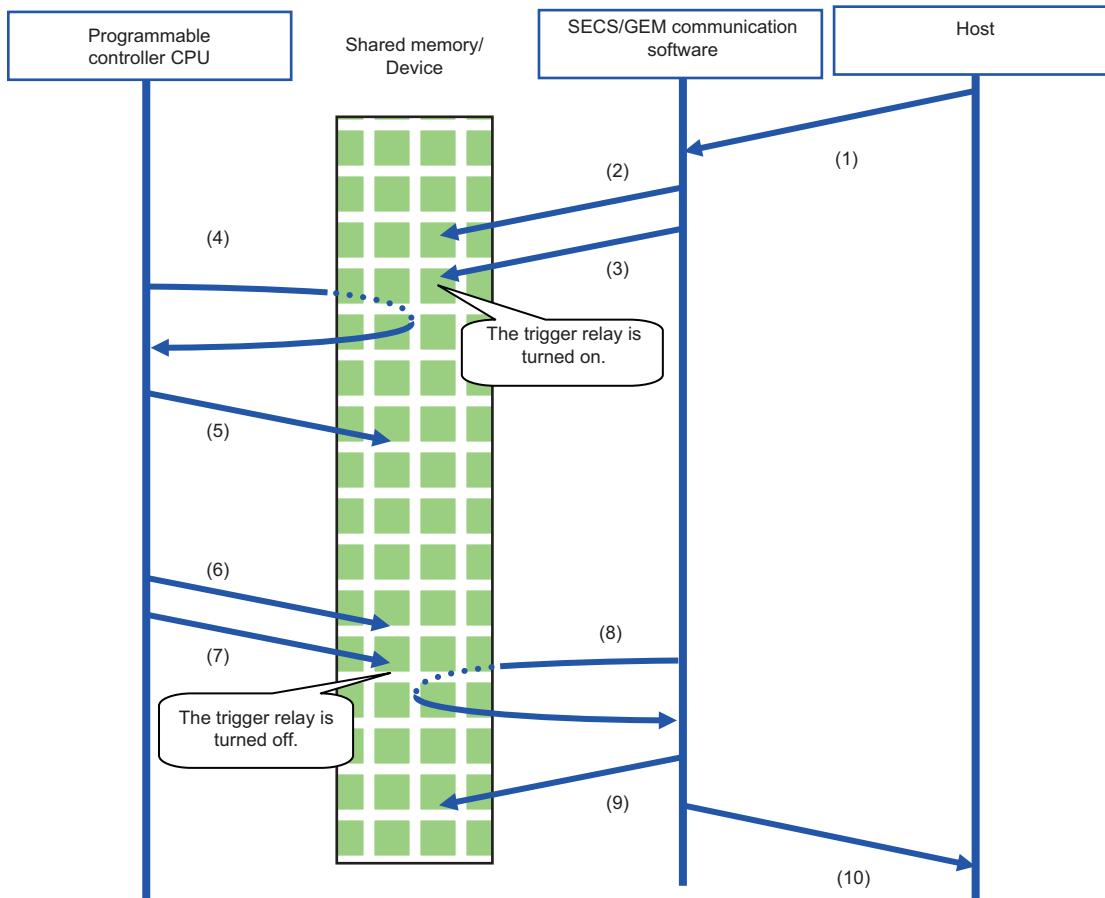 Programmable
controller CPU
Shared memory/
Device
SECS/GEM communication
software
Host
(1)
(2)
(3)
(4)
The trigger relay is
turned on.
(5)
(6)
(7)
(8)
The trigger relay is
turned off.
(9)
(10)